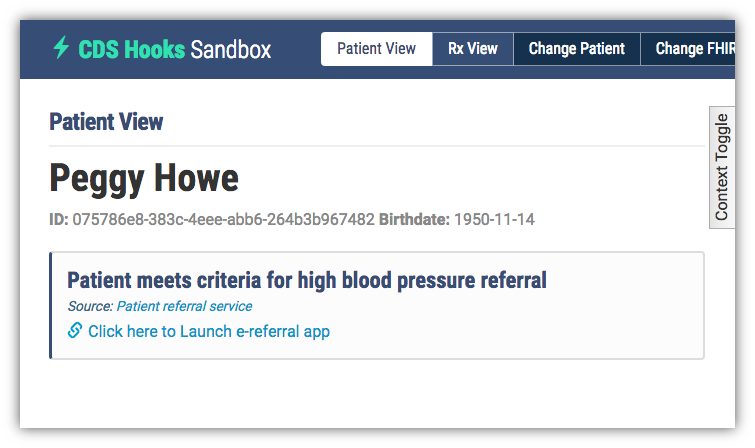 CDS Hooks Sandbox
Patient View
Rx View
Change Patient
Change FHIR
Context Toggle
Patient View
Peggy Howe
ID: 075786e8-383c-4eee-abb6-264b3b967482 Birthdate: 1950-11-14
Patient meets criteria for high blood pressure referral
Source: Patient referral service
Click here to Launch e-referral app